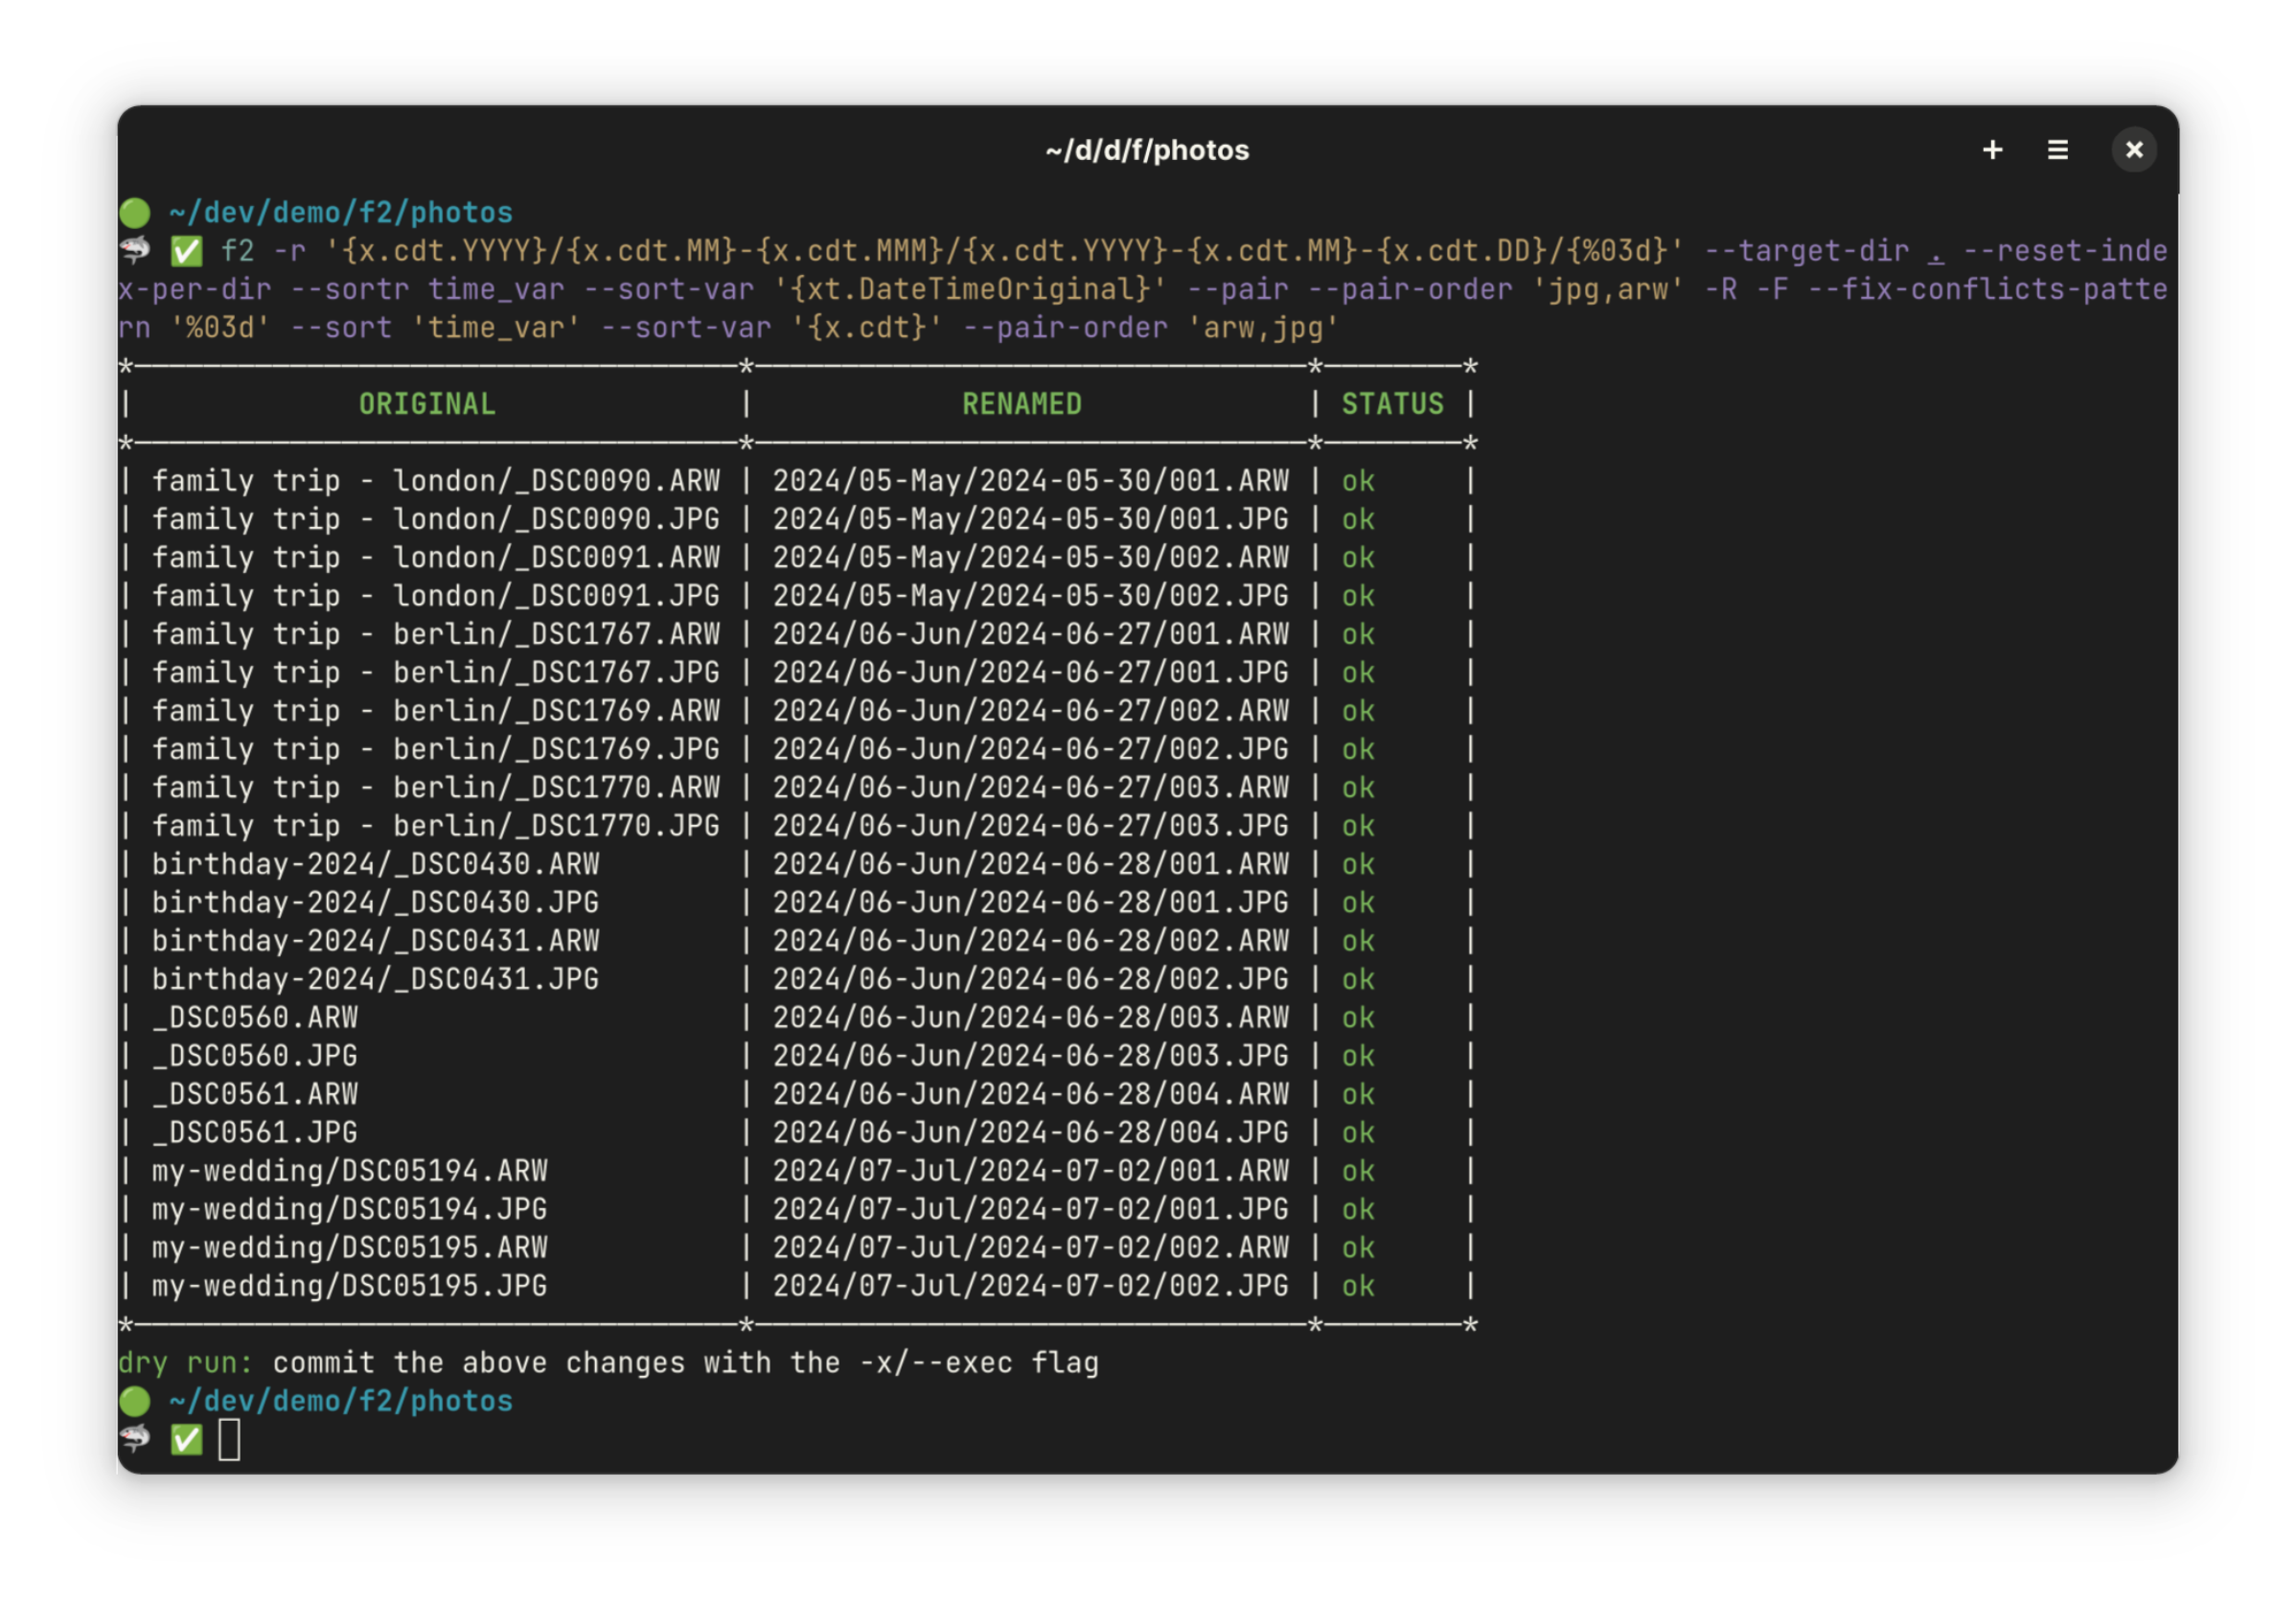 ~/d/d/f/photos
~/dev/demo/f2/photos
f2 -r '{x.cdt.YYYY}/{x.cdt.MM}-{x.cdt.MMM}/{x.cdt.YYYY}-{x.cdt.MM}-{x.cdt.DD}/{%03d}' --target-dir . --reset-inde
x-per-dir --sortr time_var --sort-var '{xt.DateTimeOriginal}' --pair --pair-order 'jpg,arw' -R -F --fix-conflicts-patte
rn '%03d' --sort 'time_var' --sort-var '{x.cdt}' --pair-order 'arw,jpg'
| ORIGINAL | RENAMED | STATUS |
| family trip - london/_DSC0090.ARW | 2024/05-May/2024-05-30/001.ARW | ok |
| family trip - london/_DSC0090.JPG | 2024/05-May/2024-05-30/001.JPG | ok |
| family trip - london/_DSC0091.ARW | 2024/05-May/2024-05-30/002.ARW | ok |
| family trip - london/_DSC0091.JPG | 2024/05-May/2024-05-30/002.JPG | ok |
| family trip - berlin/_DSC1767.ARW | 2024/06-Jun/2024-06-27/001.ARW | ok |
| family trip - berlin/_DSC1767.JPG | 2024/06-Jun/2024-06-27/001.JPG | ok |
| family trip - berlin/_DSC1769.ARW | 2024/06-Jun/2024-06-27/002.ARW | ok |
| family trip - berlin/_DSC1769.JPG | 2024/06-Jun/2024-06-27/002.JPG | ok |
| family trip - berlin/_DSC1770.ARW | 2024/06-Jun/2024-06-27/003.ARW | ok |
| family trip - berlin/_DSC1770.JPG | 2024/06-Jun/2024-06-27/003.JPG | ok |
| birthday-2024/_DSC0430.ARW | 2024/06-Jun/2024-06-28/001.ARW | ok |
| birthday-2024/_DSC0430.JPG | 2024/06-Jun/2024-06-28/001.JPG | ok |
| birthday-2024/_DSC0431.ARW | 2024/06-Jun/2024-06-28/002.ARW | ok |
| birthday-2024/_DSC0431.JPG | 2024/06-Jun/2024-06-28/002.JPG | ok |
| _DSC0560.ARW | 2024/06-Jun/2024-06-28/003.ARW | ok |
| _DSC0560.JPG | 2024/06-Jun/2024-06-28/003.JPG | ok |
| _DSC0561.ARW | 2024/06-Jun/2024-06-28/004.ARW | ok |
| _DSC0561.JPG | 2024/06-Jun/2024-06-28/004.JPG | ok |
| my-wedding/DSC05194.ARW | 2024/07-Jul/2024-07-02/001.ARW | ok |
| my-wedding/DSC05194.JPG | 2024/07-Jul/2024-07-02/001.JPG | ok |
| my-wedding/DSC05195.ARW | 2024/07-Jul/2024-07-02/002.ARW | ok |
| my-wedding/DSC05195.JPG | 2024/07-Jul/2024-07-02/002.JPG | ok |
dry run: commit the above changes with the -x/--exec flag
~/dev/demo/f2/photos